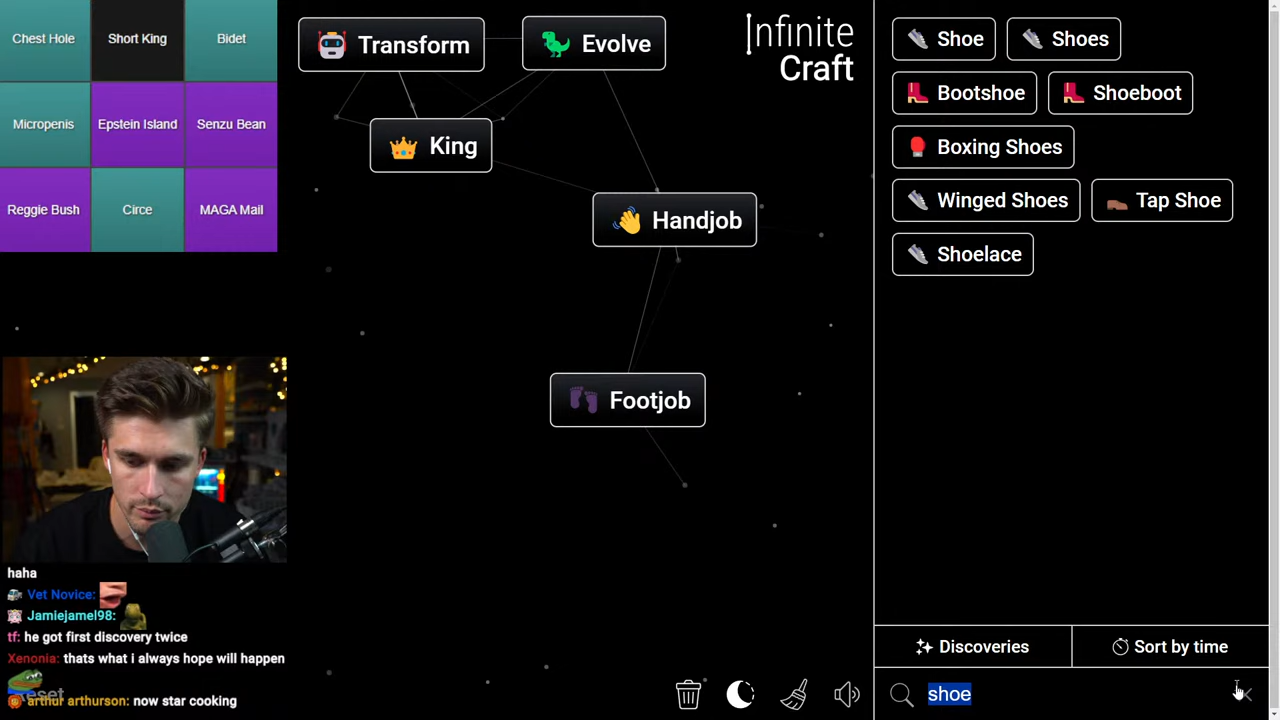 Chest Hole
Short King
Bidet
Micropenis
Epstein Island
Senzu Bean
Reggie Bush
Circe
MAGA Mail
Transform
Evolve
King
Handjob
Footjob
Infinite
Craft
Shoe
Shoes
Bootshoe
Shoeboot
Boxing Shoes
Winged Shoes
Tap Shoe
Shoelace
haha
Vet Novice:
Jamiejamel98:
tf: he got first discovery twice
Xenonia: thats what i always hope will happen
Reset
arthur arthurson: now star cooking
Discoveries
Sort by time
shoe